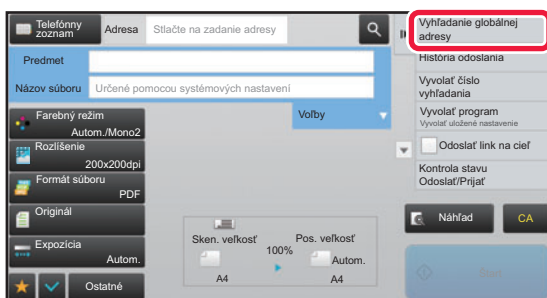 Telefónny
zoznam
Adresa
Stlačte na zadanie adresy
Predmet
Názov súboru
Určené pomocou systémových nastavení
Farebný režim
Autom./Mono2
Voľby
Rozlíšenie
200x200dpi
Formát súboru
PDF
Originál
Expozícia
Autom.
Ostatné
Sken. veľkosť
100%
Pos. veľkosť
Autom.
A4
A4
Vyhľadanie globálnej
adresy
História odoslania
Vyvolať číslo
vyhľadania
Vyvolať program
Vyvolať uložené nastavenie
Odoslať link na cieľ
Kontrola stavu
Odoslať/Prijať
Náhľad
CA
Štart